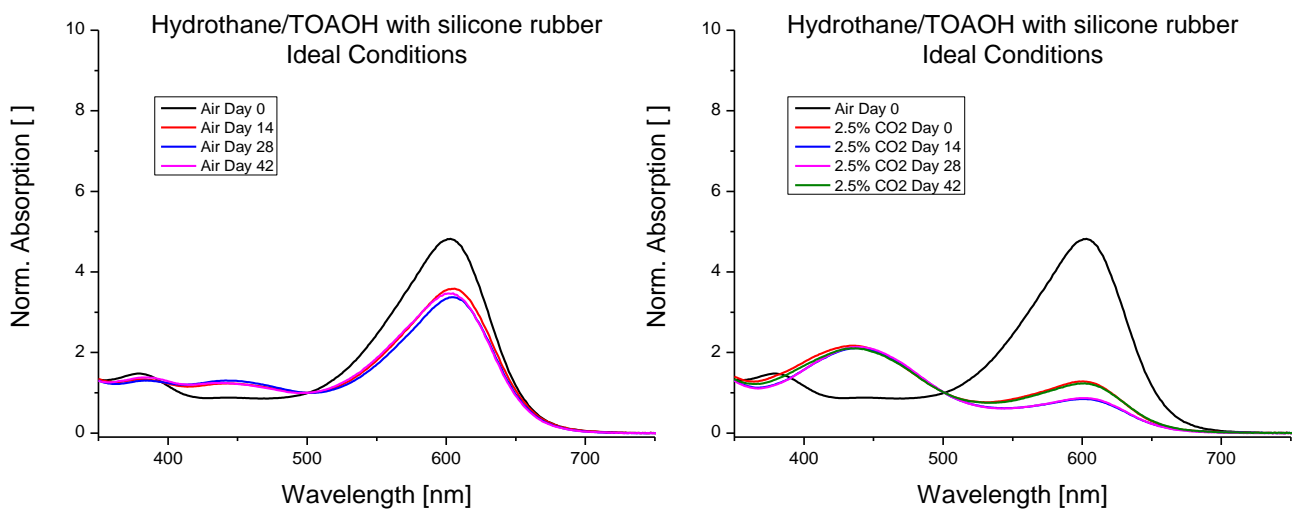 Hydrothane/TOAOH with silicone rubber
Ideal Conditions
Air Day 0
Air Day 14
Air Day 28
Air Day 42
10
8
6
4
2
0
Norm. Absorption [ ]
400 500 600 700
Wavelength [nm]
Hydrothane/TOAOH with silicone rubber
Ideal Conditions
Air Day 0
2.5% CO2 Day 0
2.5% CO2 Day 14
2.5% CO2 Day 28
2.5% CO2 Day 42
10
8
6
4
2
0
Norm. Absorption [ ]
400 500 600 700
Wavelength [nm]